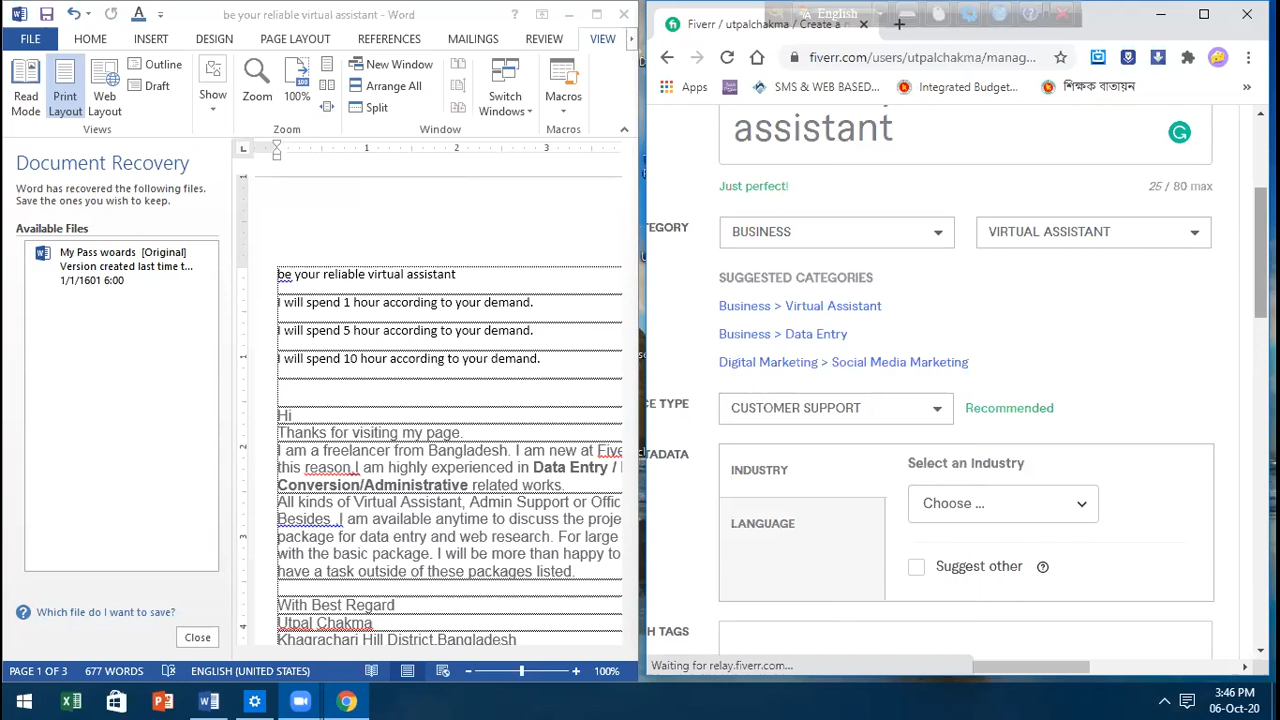 be your reliable virtual assistant - Word
FILE
HOME
INSERT
DESIGN
PAGE LAYOUT
REFERENCES
MAILINGS
REVIEW
VIEW
Read Mode
Print Layout
Web Layout
Outline
Draft
Views
Show
Zoom
100%
Zoom
New Window
Arrange All
Split
Window
Switch Windows
Macros
Macros
Document Recovery
Word has recovered the following files.
Save the ones you wish to keep.
Available Files
My Pass woards [Original]
Version created last time t...
1/1/1601 6:00
Which file do I want to save?
Close
1 2 3
be your reliable virtual assistant
I will spend 1 hour according to your demand.
I will spend 5 hour according to your demand.
I will spend 10 hour according to your demand.
Hi
Thanks for visiting my page.
I am a freelancer from Bangladesh. I am new at Five
this reason,I am highly experienced in Data Entry /
Conversion/Administrative related works.
All kinds of Virtual Assistant, Admin Support or Offic
Besides, I am available anytime to discuss the proje
package for data entry and web research. For large
with the basic package. I will be more than happy to
have a task outside of these packages listed.
With Best Regard
Utpal Chakma
Khagrachari Hill District,Bangladesh
PAGE 1 OF 3
677 WORDS
ENGLISH (UNITED STATES)
100%
English
Fiverr / utpalchakma / Create a
fiverr.com/users/utpalchakma/manag...
Apps
SMS & WEB BASED...
Integrated Budget...
শিক্ষক বাতায়ন
assistant
Just perfect!
25 / 80 max
TEGORY
BUSINESS
VIRTUAL ASSISTANT
SUGGESTED CATEGORIES
Business > Virtual Assistant
Business > Data Entry
Digital Marketing > Social Media Marketing
CE TYPE
CUSTOMER SUPPORT
Recommended
TADATA
INDUSTRY
Select an Industry
Choose ...
LANGUAGE
Suggest other
H TAGS
Waiting for relay.fiverr.com...
3:46 PM
06-Oct-20